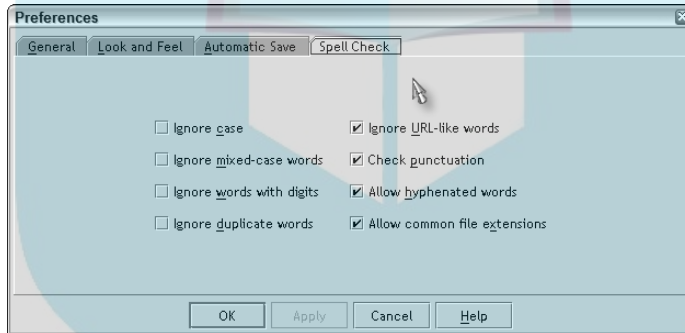 Preferences
General Look and Feel Automatic Save Spell Check
Ignore case Ignore URL-like words
Ignore mixed-case words Check punctuation
Ignore words with digits Allow hyphenated words
Ignore duplicate words Allow common file extensions
OK Apply Cancel Help